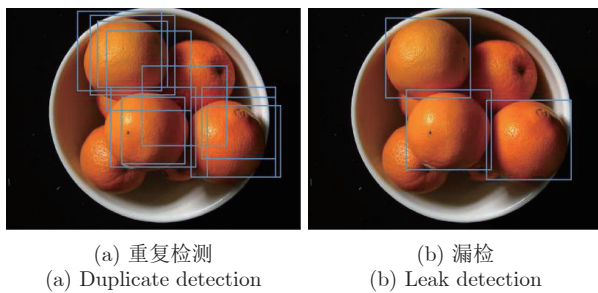 (a) 重复检测
(a) Duplicate detection
(b) 漏检
(b) Leak detection